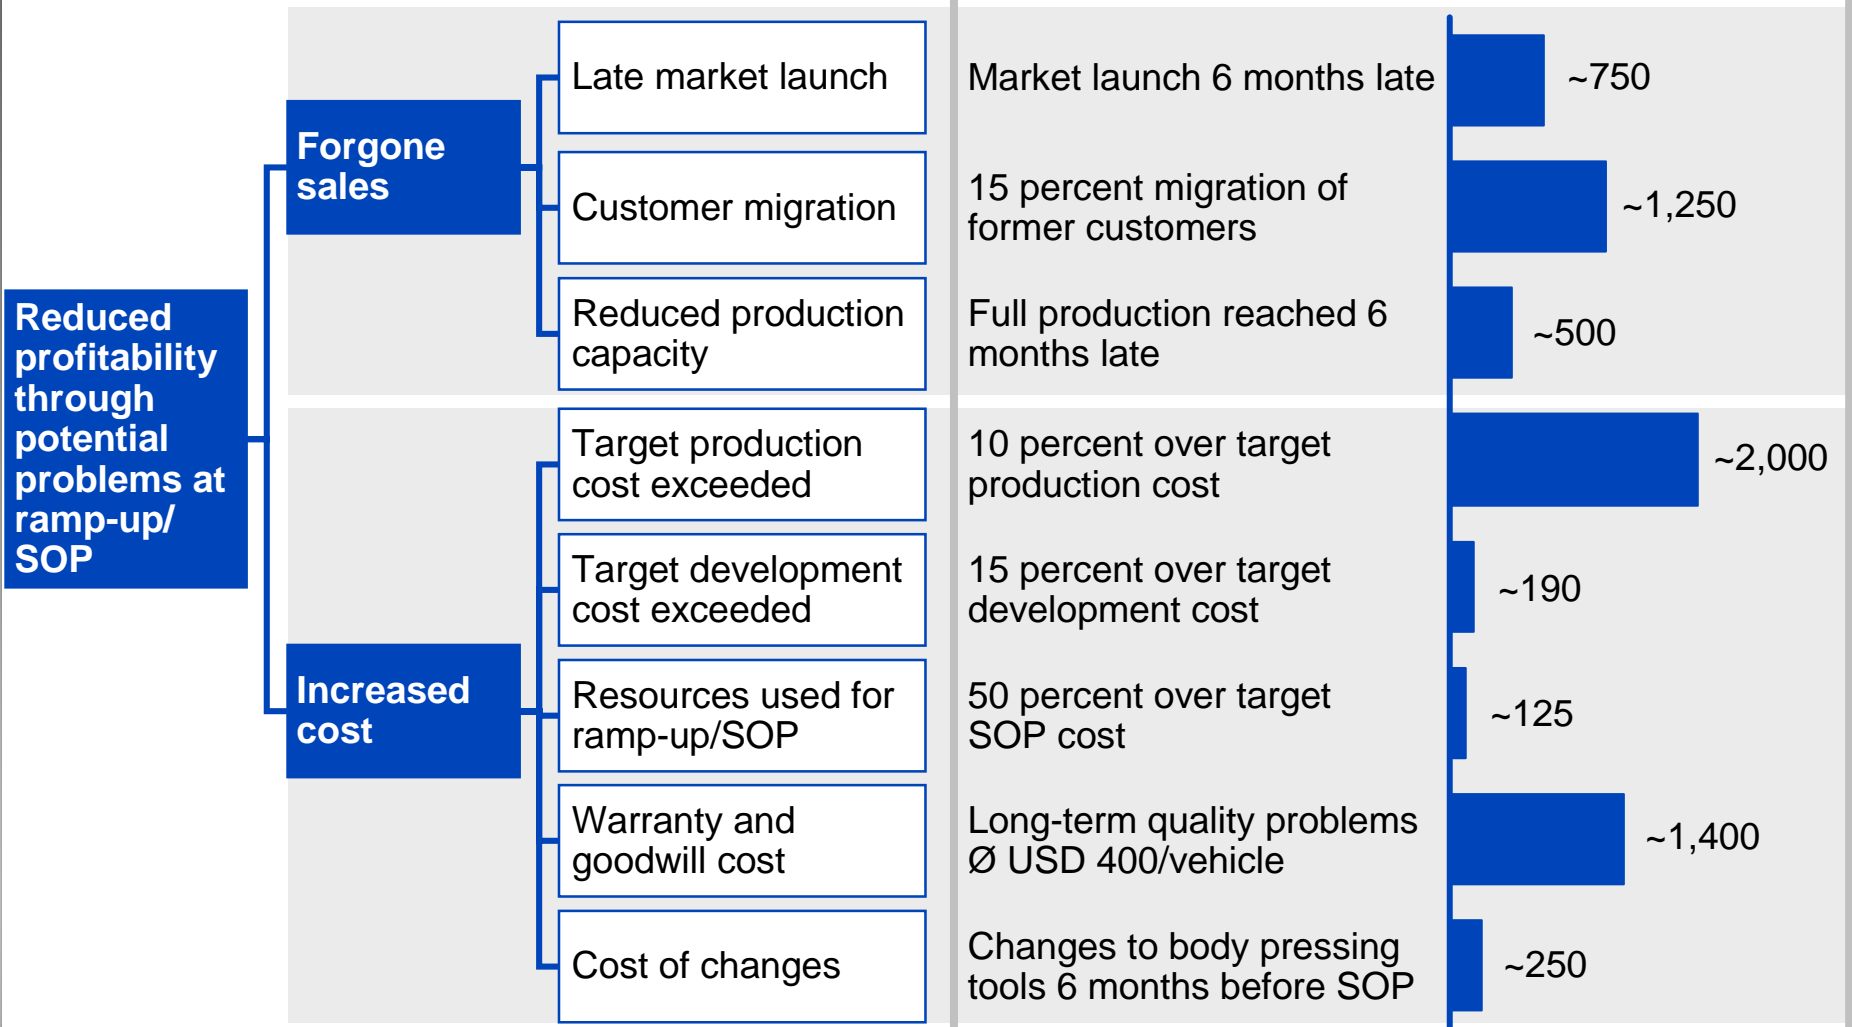 Reduced
profitability
through
potential
problems at
ramp-up/
SOP
Forgone
sales
Late market launch
Market launch 6 months late
~750
Customer migration
15 percent migration of
former customers
~1,250
Reduced production
capacity
Full production reached 6
months late
~500
Increased
cost
Target production
cost exceeded
10 percent over target
production cost
~2,000
Target development
cost exceeded
15 percent over target
development cost
~190
Resources used for
ramp-up/SOP
50 percent over target
SOP cost
~125
Warranty and
goodwill cost
Long-term quality problems
Ø USD 400/vehicle
~1,400
Cost of changes
Changes to body pressing
tools 6 months before SOP
~250